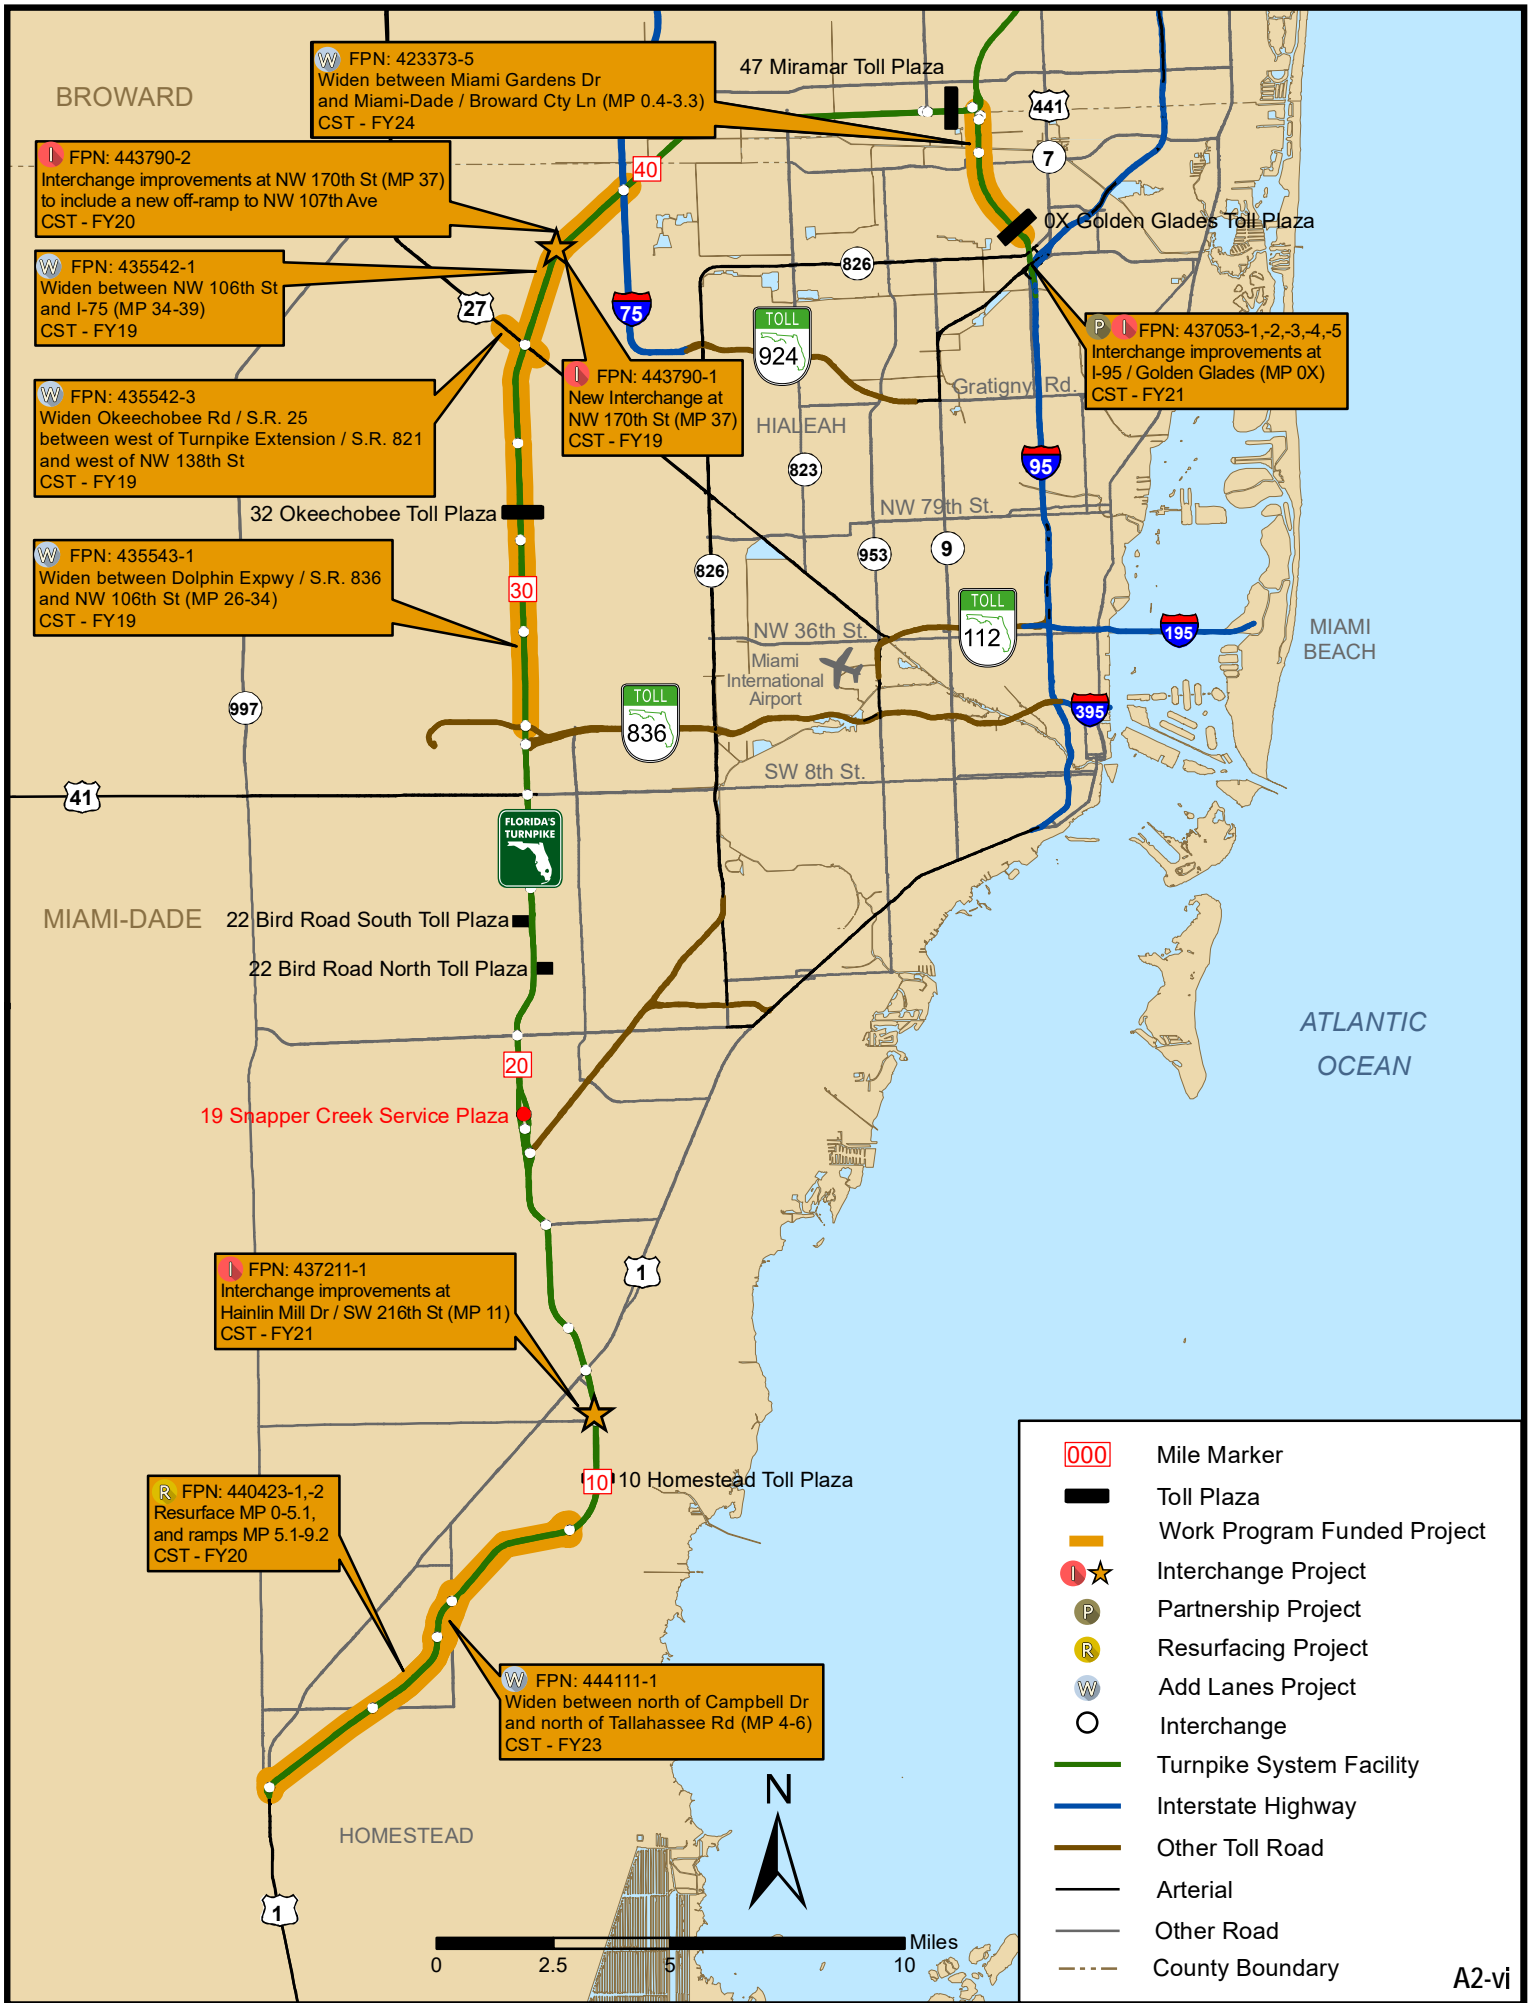 BROWARD
W FPN: 423373-5
Widen between Miami Gardens Dr
and Miami-Dade / Broward Cty Ln (MP 0.4-3.3)
CST - FY24
47 Miramar Toll Plaza
441
7
I FPN: 443790-2
Interchange improvements at NW 170th St (MP 37)
to include a new off-ramp to NW 107th Ave
CST - FY20
40
0X Golden Glades Toll Plaza
W FPN: 435542-1
Widen between NW 106th St
and I-75 (MP 34-39)
CST - FY19
27
826
75
TOLL
924
P I FPN: 437053-1,-2,-3,-4,-5
Interchange improvements at
I-95 / Golden Glades (MP 0X)
CST - FY21
W FPN: 435542-3
Widen Okeechobee Rd / S.R. 25
between west of Turnpike Extension / S.R. 821
and west of NW 138th St
CST - FY19
I FPN: 443790-1
New Interchange at
NW 170th St (MP 37)
CST - FY19
Gratigny Rd.
HIALEAH
823
95
32 Okeechobee Toll Plaza
NW 79th St.
953
9
826
W FPN: 435543-1
Widen between Dolphin Expwy / S.R. 836
and NW 106th St (MP 26-34)
CST - FY19
30
TOLL
112
NW 36th St.
195
MIAMI
BEACH
Miami
International
Airport
997
TOLL
836
395
SW 8th St.
41
FLORIDA'S
TURNPIKE
MIAMI-DADE
22 Bird Road South Toll Plaza
22 Bird Road North Toll Plaza
ATLANTIC
OCEAN
20
19 Snapper Creek Service Plaza
I FPN: 437211-1
Interchange improvements at
Hainlin Mill Dr / SW 216th St (MP 11)
CST - FY21
1
10
10 Homestead Toll Plaza
R FPN: 440423-1,-2
Resurface MP 0-5.1,
and ramps MP 5.1-9.2
CST - FY20
W FPN: 444111-1
Widen between north of Campbell Dr
and north of Tallahassee Rd (MP 4-6)
CST - FY23
HOMESTEAD
1
N
Miles
0 2.5 5 10
000 Mile Marker
Toll Plaza
Work Program Funded Project
I Interchange Project
P Partnership Project
R Resurfacing Project
W Add Lanes Project
Interchange
Turnpike System Facility
Interstate Highway
Other Toll Road
Arterial
Other Road
County Boundary
A2-vi